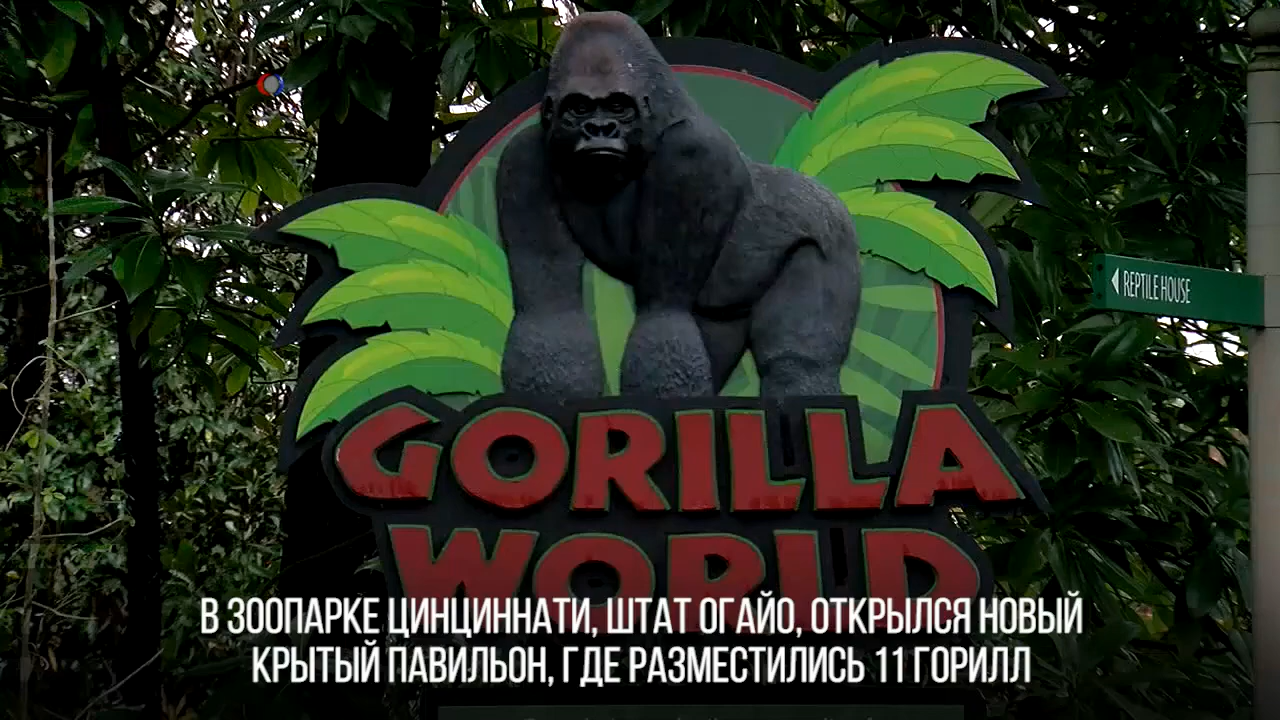 REPTILE HOUSE
GORILLA
WORLD
В ЗООПАРКЕ ЦИНЦИННАТИ, ШТАТ ОГАЙО, ОТКРЫЛСЯ НОВЫЙ
КРЫТЫЙ ПАВИЛЬОН, ГДЕ РАЗМЕСТИЛИСЬ 11 ГОРИЛЛ